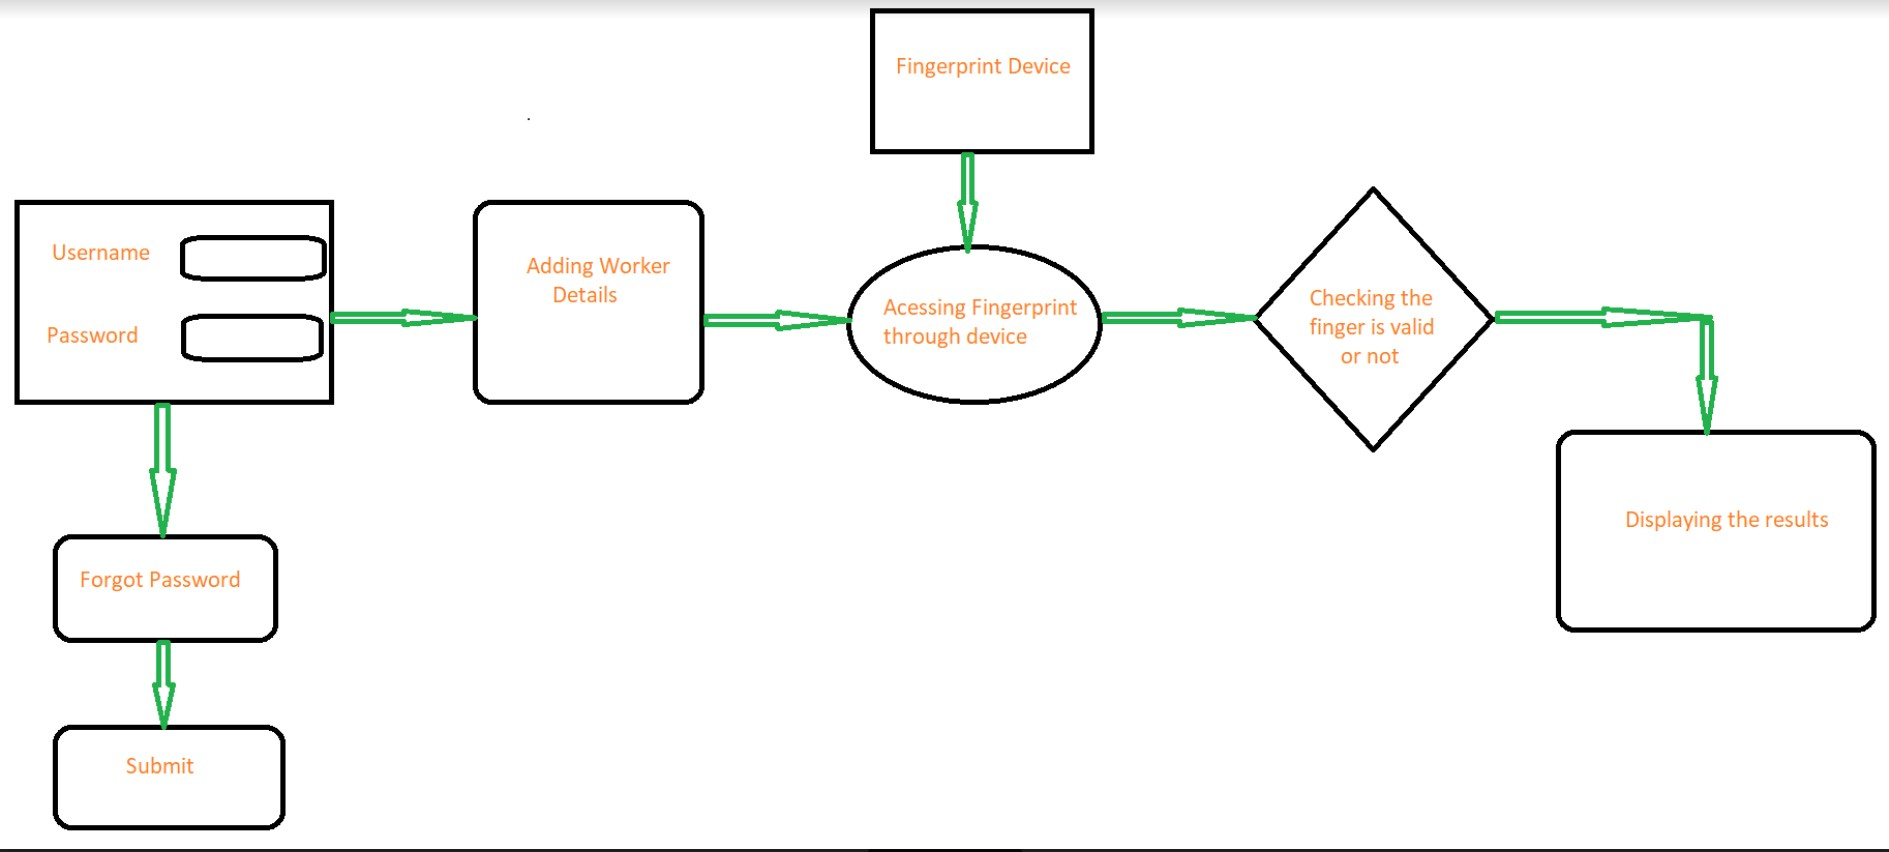 Fingerprint Device
Username
Password
Adding Worker
Details
Acessing Fingerprint
through device
Checking the
finger is valid
or not
Displaying the results
Forgot Password
Submit